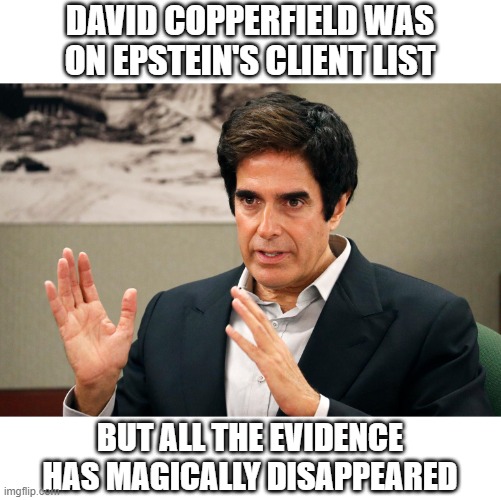 DAVID COPPERFIELD WAS
ON EPSTEIN'S CLIENT LIST
BUT ALL THE EVIDENCE
HAS MAGICALLY DISAPPEARED
imgflip.com